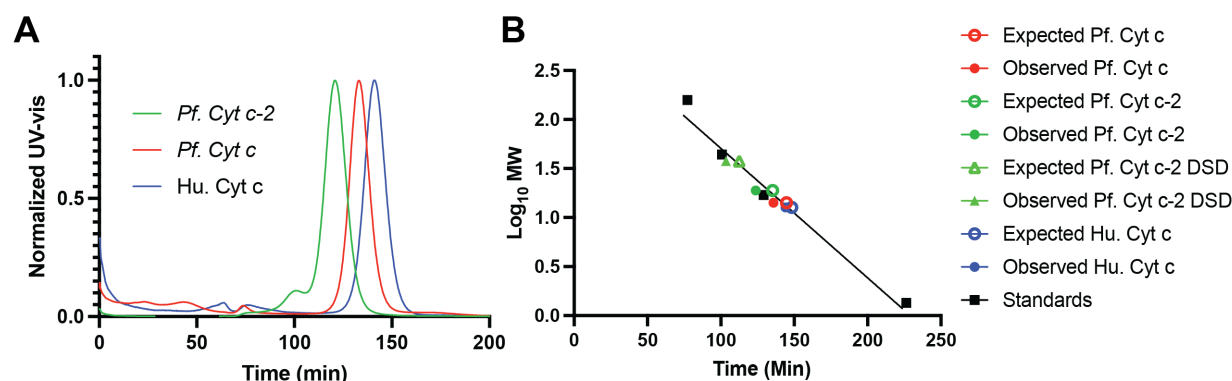 A
Normalized UV-vis
1.0
0.5
0.0
Pf. Cyt c-2
Pf. Cyt c
Hu. Cyt c
0
50
100
150
200
Time (min)
B
Log10 MW
2.5
2.0
1.5
1.0
0.5
0.0
0
50
100
150
200
250
Time (Min)
Expected Pf. Cyt c
Observed Pf. Cyt c
Expected Pf. Cyt c-2
Observed Pf. Cyt c-2
Expected Pf. Cyt c-2 DSD
Observed Pf. Cyt c-2 DSD
Expected Hu. Cyt c
Observed Hu. Cyt c
Standards